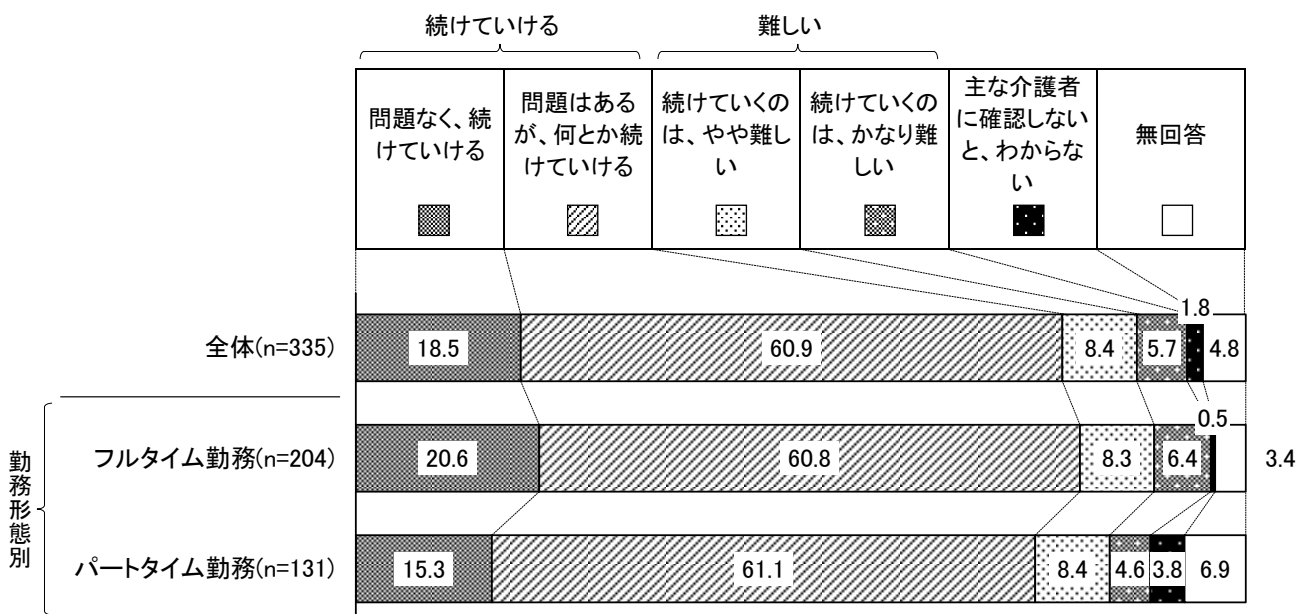 続けていける
難しい
問題なく、続
けていける
問題はある
が、何とか続
けていける
続けていくの
は、やや難し
い
続けていくの
は、かなり難
しい
主な介護者
に確認しない
と、わからな
い
無回答
全体(n=335)
18.5
60.9
8.4
5.7
1.8
4.8
勤務形態別
フルタイム勤務(n=204)
20.6
60.8
8.3
6.4
0.5
3.4
パートタイム勤務(n=131)
15.3
61.1
8.4
4.6
3.8
6.9